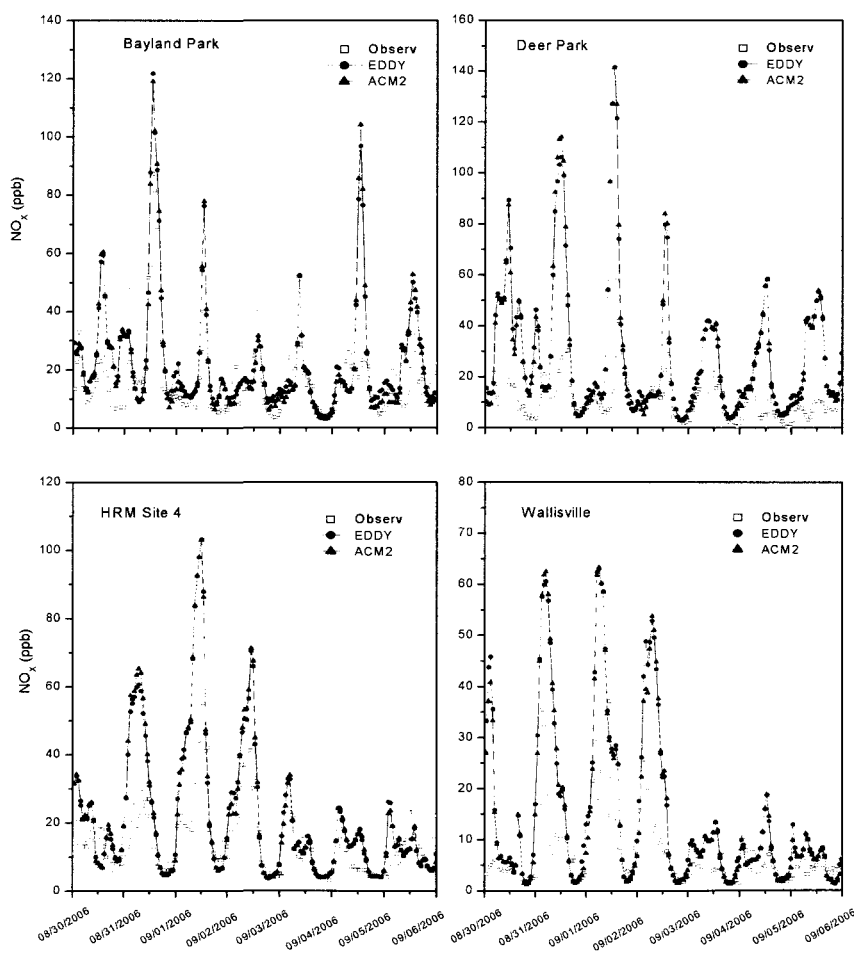 Bayland Park
Observ
EDDY
ACM2
NOx (ppb)
140
120
100
80
60
40
20
0
Deer Park
Observ
EDDY
ACM2
160
140
120
100
80
60
40
20
0
HRM Site 4
Observ
EDDY
ACM2
NOx (ppb)
120
100
80
60
40
20
0
08/30/2006
08/31/2006
09/01/2006
09/02/2006
09/03/2006
09/04/2006
09/05/2006
09/06/2006
Wallisville
Observ
EDDY
ACM2
80
70
60
50
40
30
20
10
0
08/30/2006
08/31/2006
09/01/2006
09/02/2006
09/03/2006
09/04/2006
09/05/2006
09/06/2006